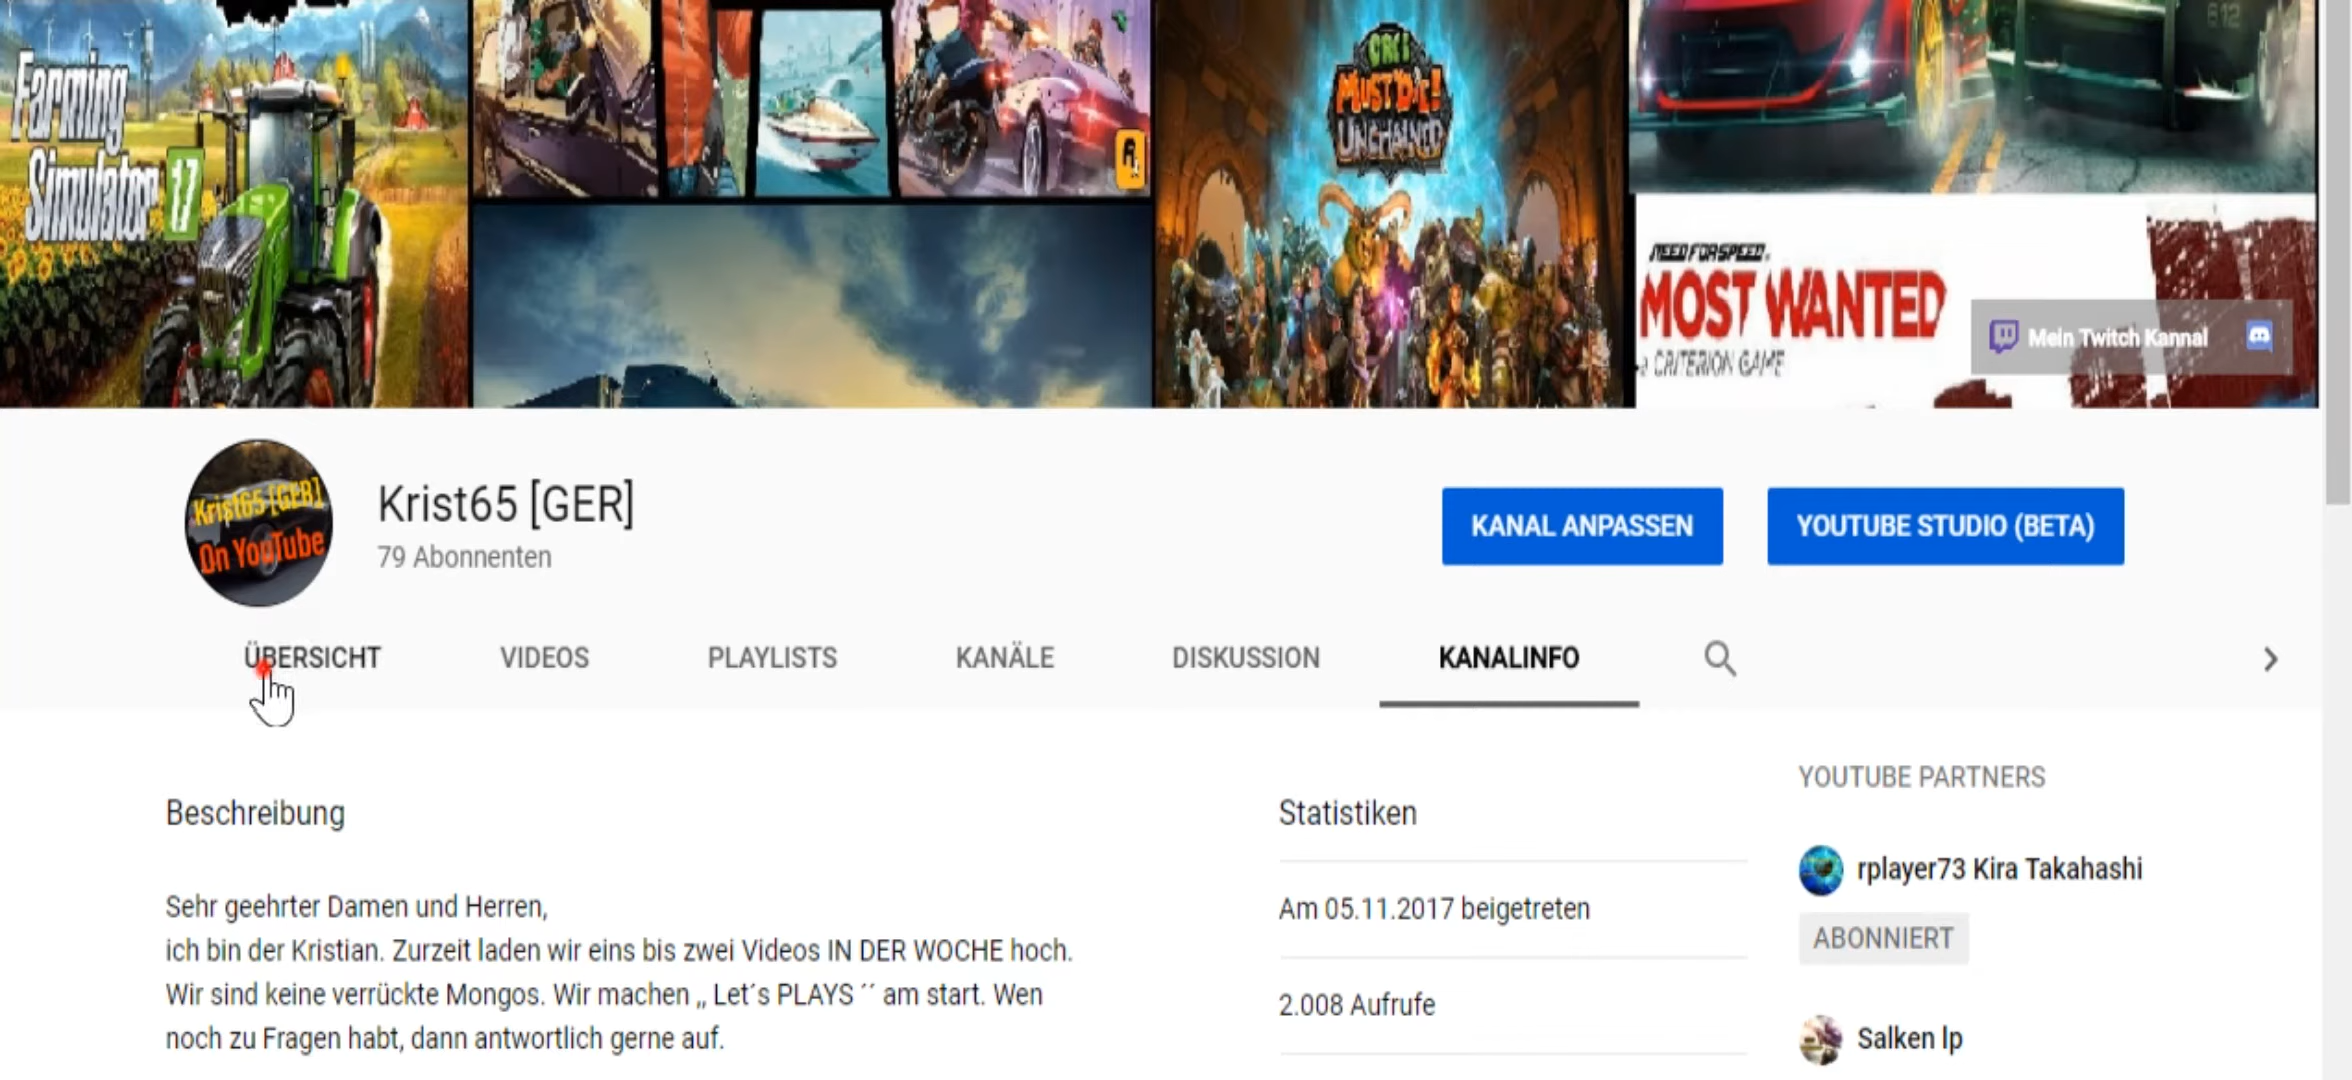 612
Farming
Simulator 17
ORCS
MUST DIE!
UNCHAINED
R
NEED FOR SPEED.
MOST WANTED
a CRITERION GAME
Mein Twitch Kannal
Krist65 [GER]
On YouTube
Krist65 [GER]
79 Abonnenten
KANAL ANPASSEN
YOUTUBE STUDIO (BETA)
ÜBERSICHT
VIDEOS
PLAYLISTS
KANÄLE
DISKUSSION
KANALINFO
Beschreibung
Sehr geehrter Damen und Herren,
ich bin der Kristian. Zurzeit laden wir eins bis zwei Videos IN DER WOCHE hoch.
Wir sind keine verrückte Mongos. Wir machen „ Let´s PLAYS ´´ am start. Wen
noch zu Fragen habt, dann antwortlich gerne auf.
Statistiken
Am 05.11.2017 beigetreten
2.008 Aufrufe
YOUTUBE PARTNERS
rplayer73 Kira Takahashi
ABONNIERT
Salken lp